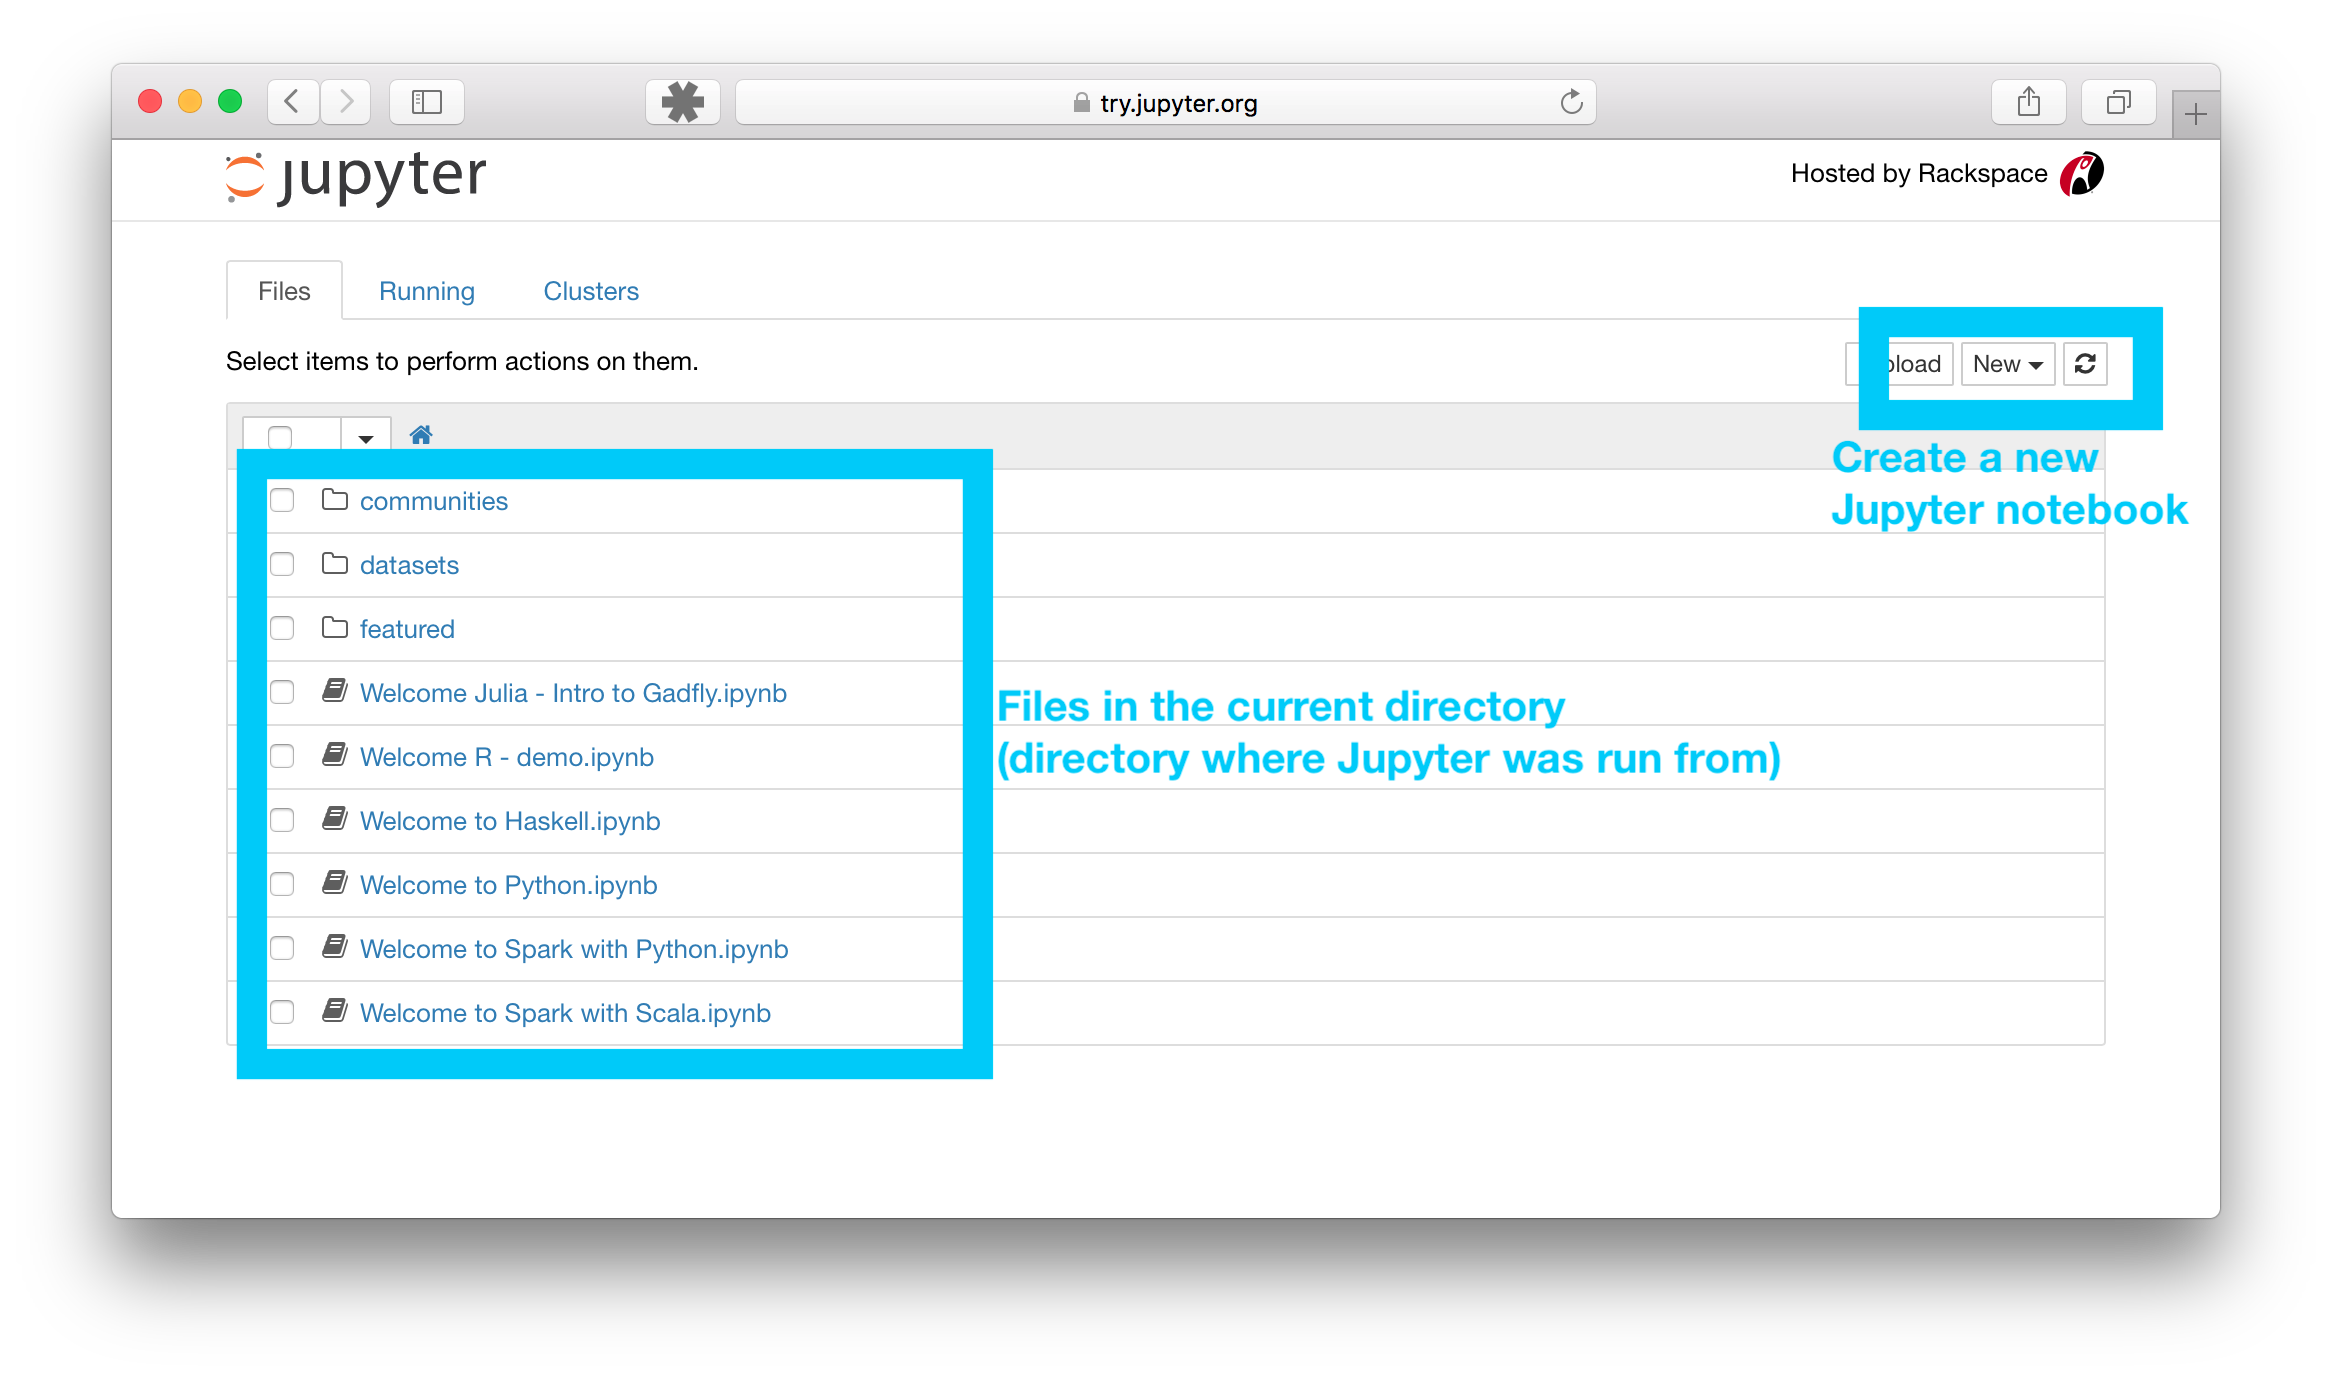 try.jupyter.org
jupyter
Hosted by Rackspace
Files Running Clusters
Select items to perform actions on them.
New
Create a new
Jupyter notebook
communities
datasets
featured
Welcome Julia - Intro to Gadfly.ipynb
Files in the current directory
(directory where Jupyter was run from)
Welcome R - demo.ipynb
Welcome to Haskell.ipynb
Welcome to Python.ipynb
Welcome to Spark with Python.ipynb
Welcome to Spark with Scala.ipynb